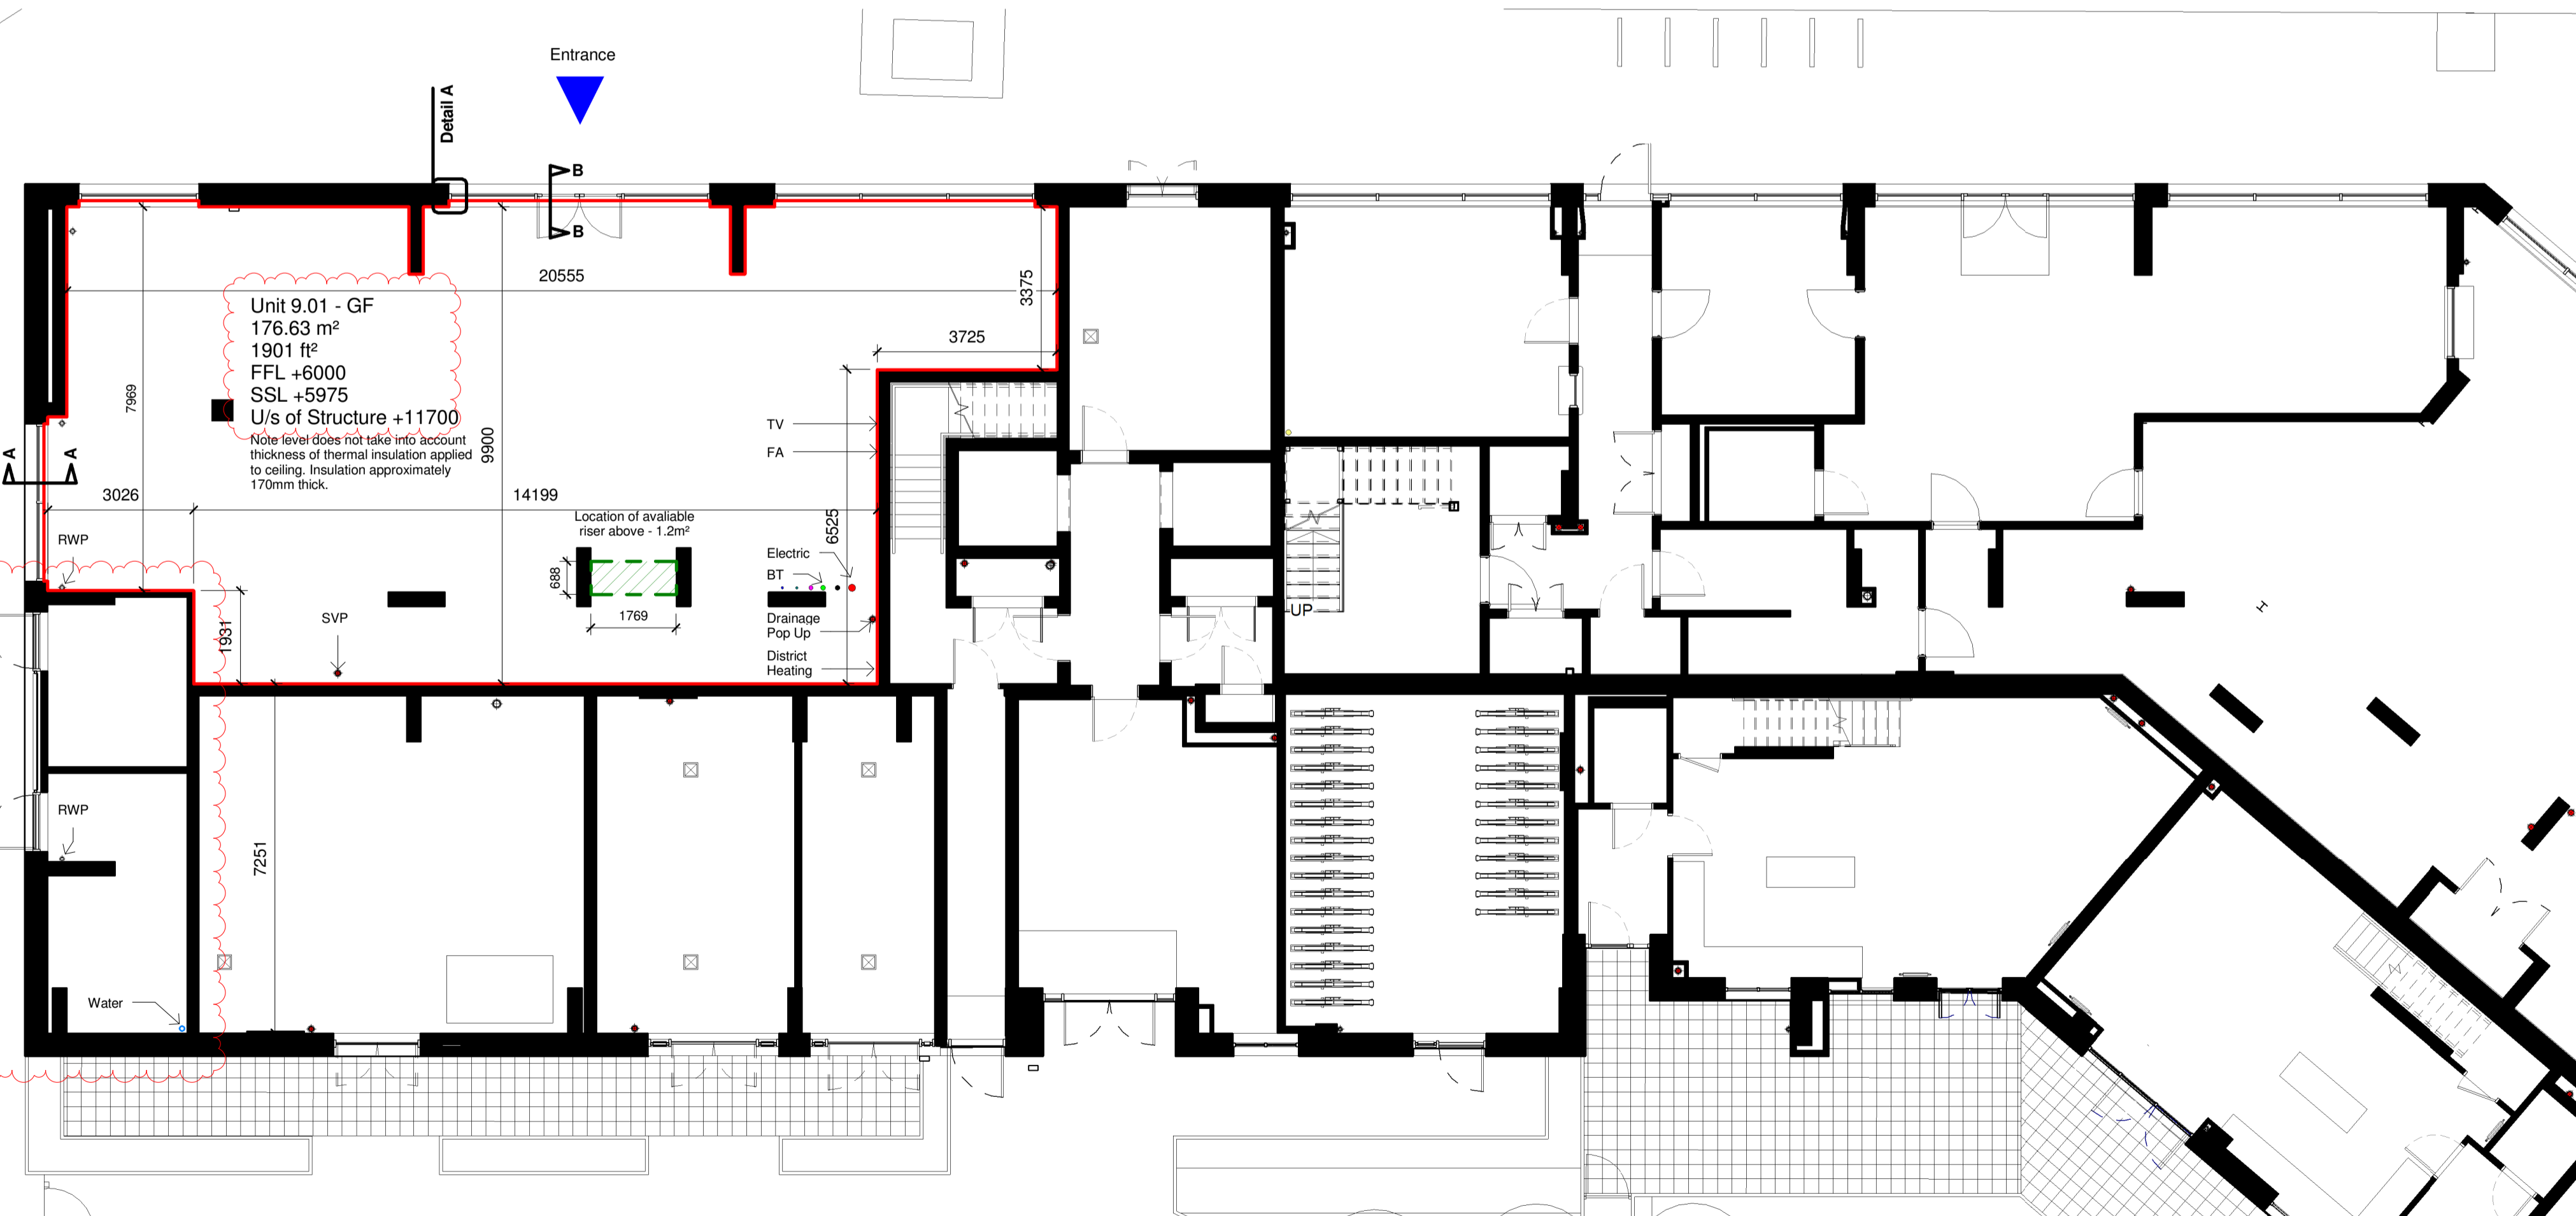 Entrance
Detail A
B
B
20555
3375
Unit 9.01 - GF
176.63 m²
1901 ft²
FFL +6000
SSL +5975
U/s of Structure +11700
Note level does not take into account
thickness of thermal insulation applied
to ceiling. Insulation approximately
170mm thick.
7969
9900
3725
TV
FA
A
A
3026
14199
6525
Location of avaliable
riser above - 1.2m²
RWP
688
1769
Electric
BT
Drainage
Pop Up
District
Heating
SVP
1931
UP
RWP
7251
Water